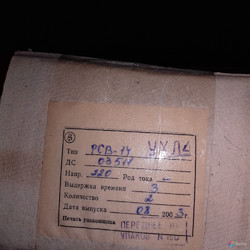 Тип РСВ-14 УХЛ4
ДС 03511
Напр. 220 Род тока ~
Выдержка времени 3
Количество 2
Дата выпуска 08 2003 г.
Печать упаковщика